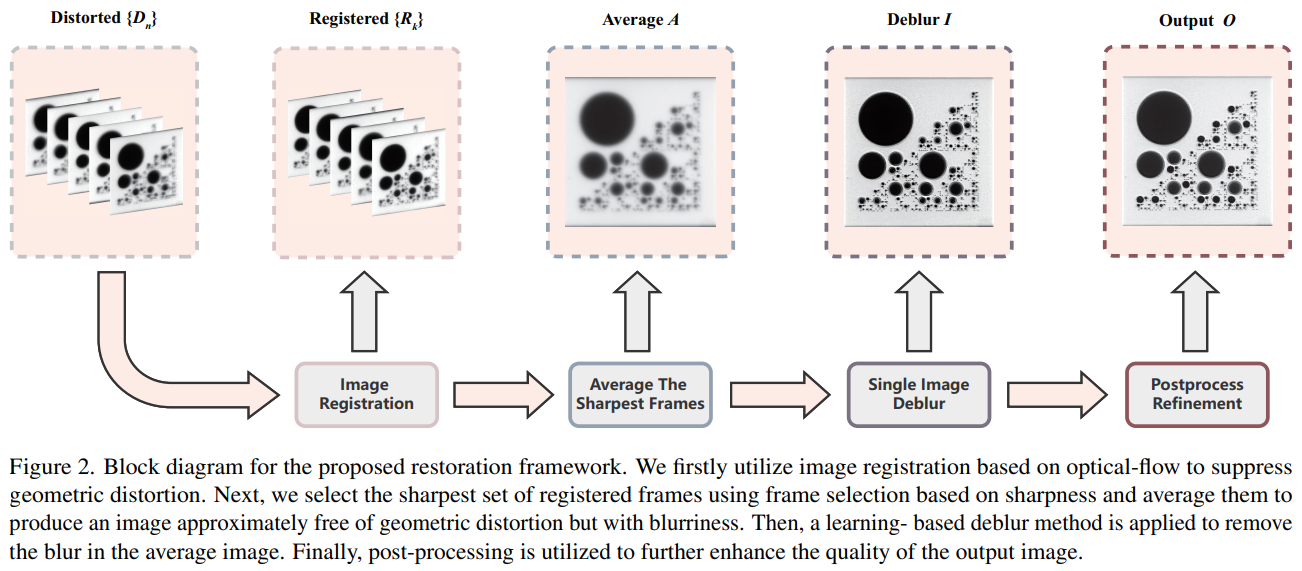 Distorted {Dn}
Registered {Rk}
Average A
Deblur I
Output O
Image
Registration
Average The
Sharpest Frames
Single Image
Deblur
Postprocess
Refinement
Figure 2. Block diagram for the proposed restoration framework. We firstly utilize image registration based on optical-flow to suppress
geometric distortion. Next, we select the sharpest set of registered frames using frame selection based on sharpness and average them to
produce an image approximately free of geometric distortion but with blurriness. Then, a learning- based deblur method is applied to remove
the blur in the average image. Finally, post-processing is utilized to further enhance the quality of the output image.